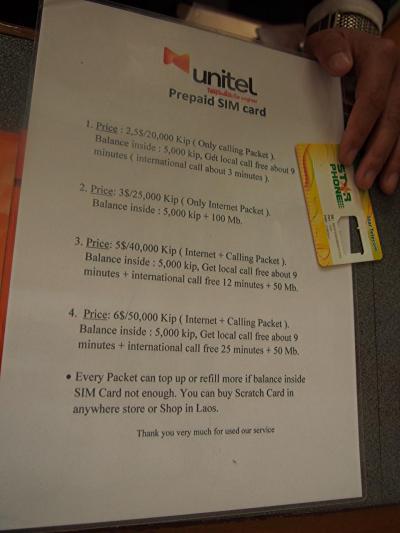 unitel
Prepaid SIM card
1. Price : 2,5$/20,000 Kip ( Only calling Packet ).
Balance inside : 5,000 kip, Get local call free about 9
minutes ( international call about 3 minutes ).
2. Price: 3$/25,000 Kip ( Only Internet Packet ).
Balance inside : 5,000 kip + 100 Mb.
3. Price: 5$/40,000 Kip ( Internet + Calling Packet ).
Balance inside : 5,000 kip, Get local call free about 9
minutes + international call free 12 minutes + 50 Mb.
4. Price: 6$/50,000 Kip ( Internet + Calling Packet ).
Balance inside : 5,000 kip, Get local call free about 9
minutes + international call free 25 minutes + 50 Mb.
• Every Packet can top up or refill more if balance inside
SIM Card not enough. You can buy Scratch Card in
anywhere store or Shop in Laos.
Thank you very much for used our service
STAR
PHONE